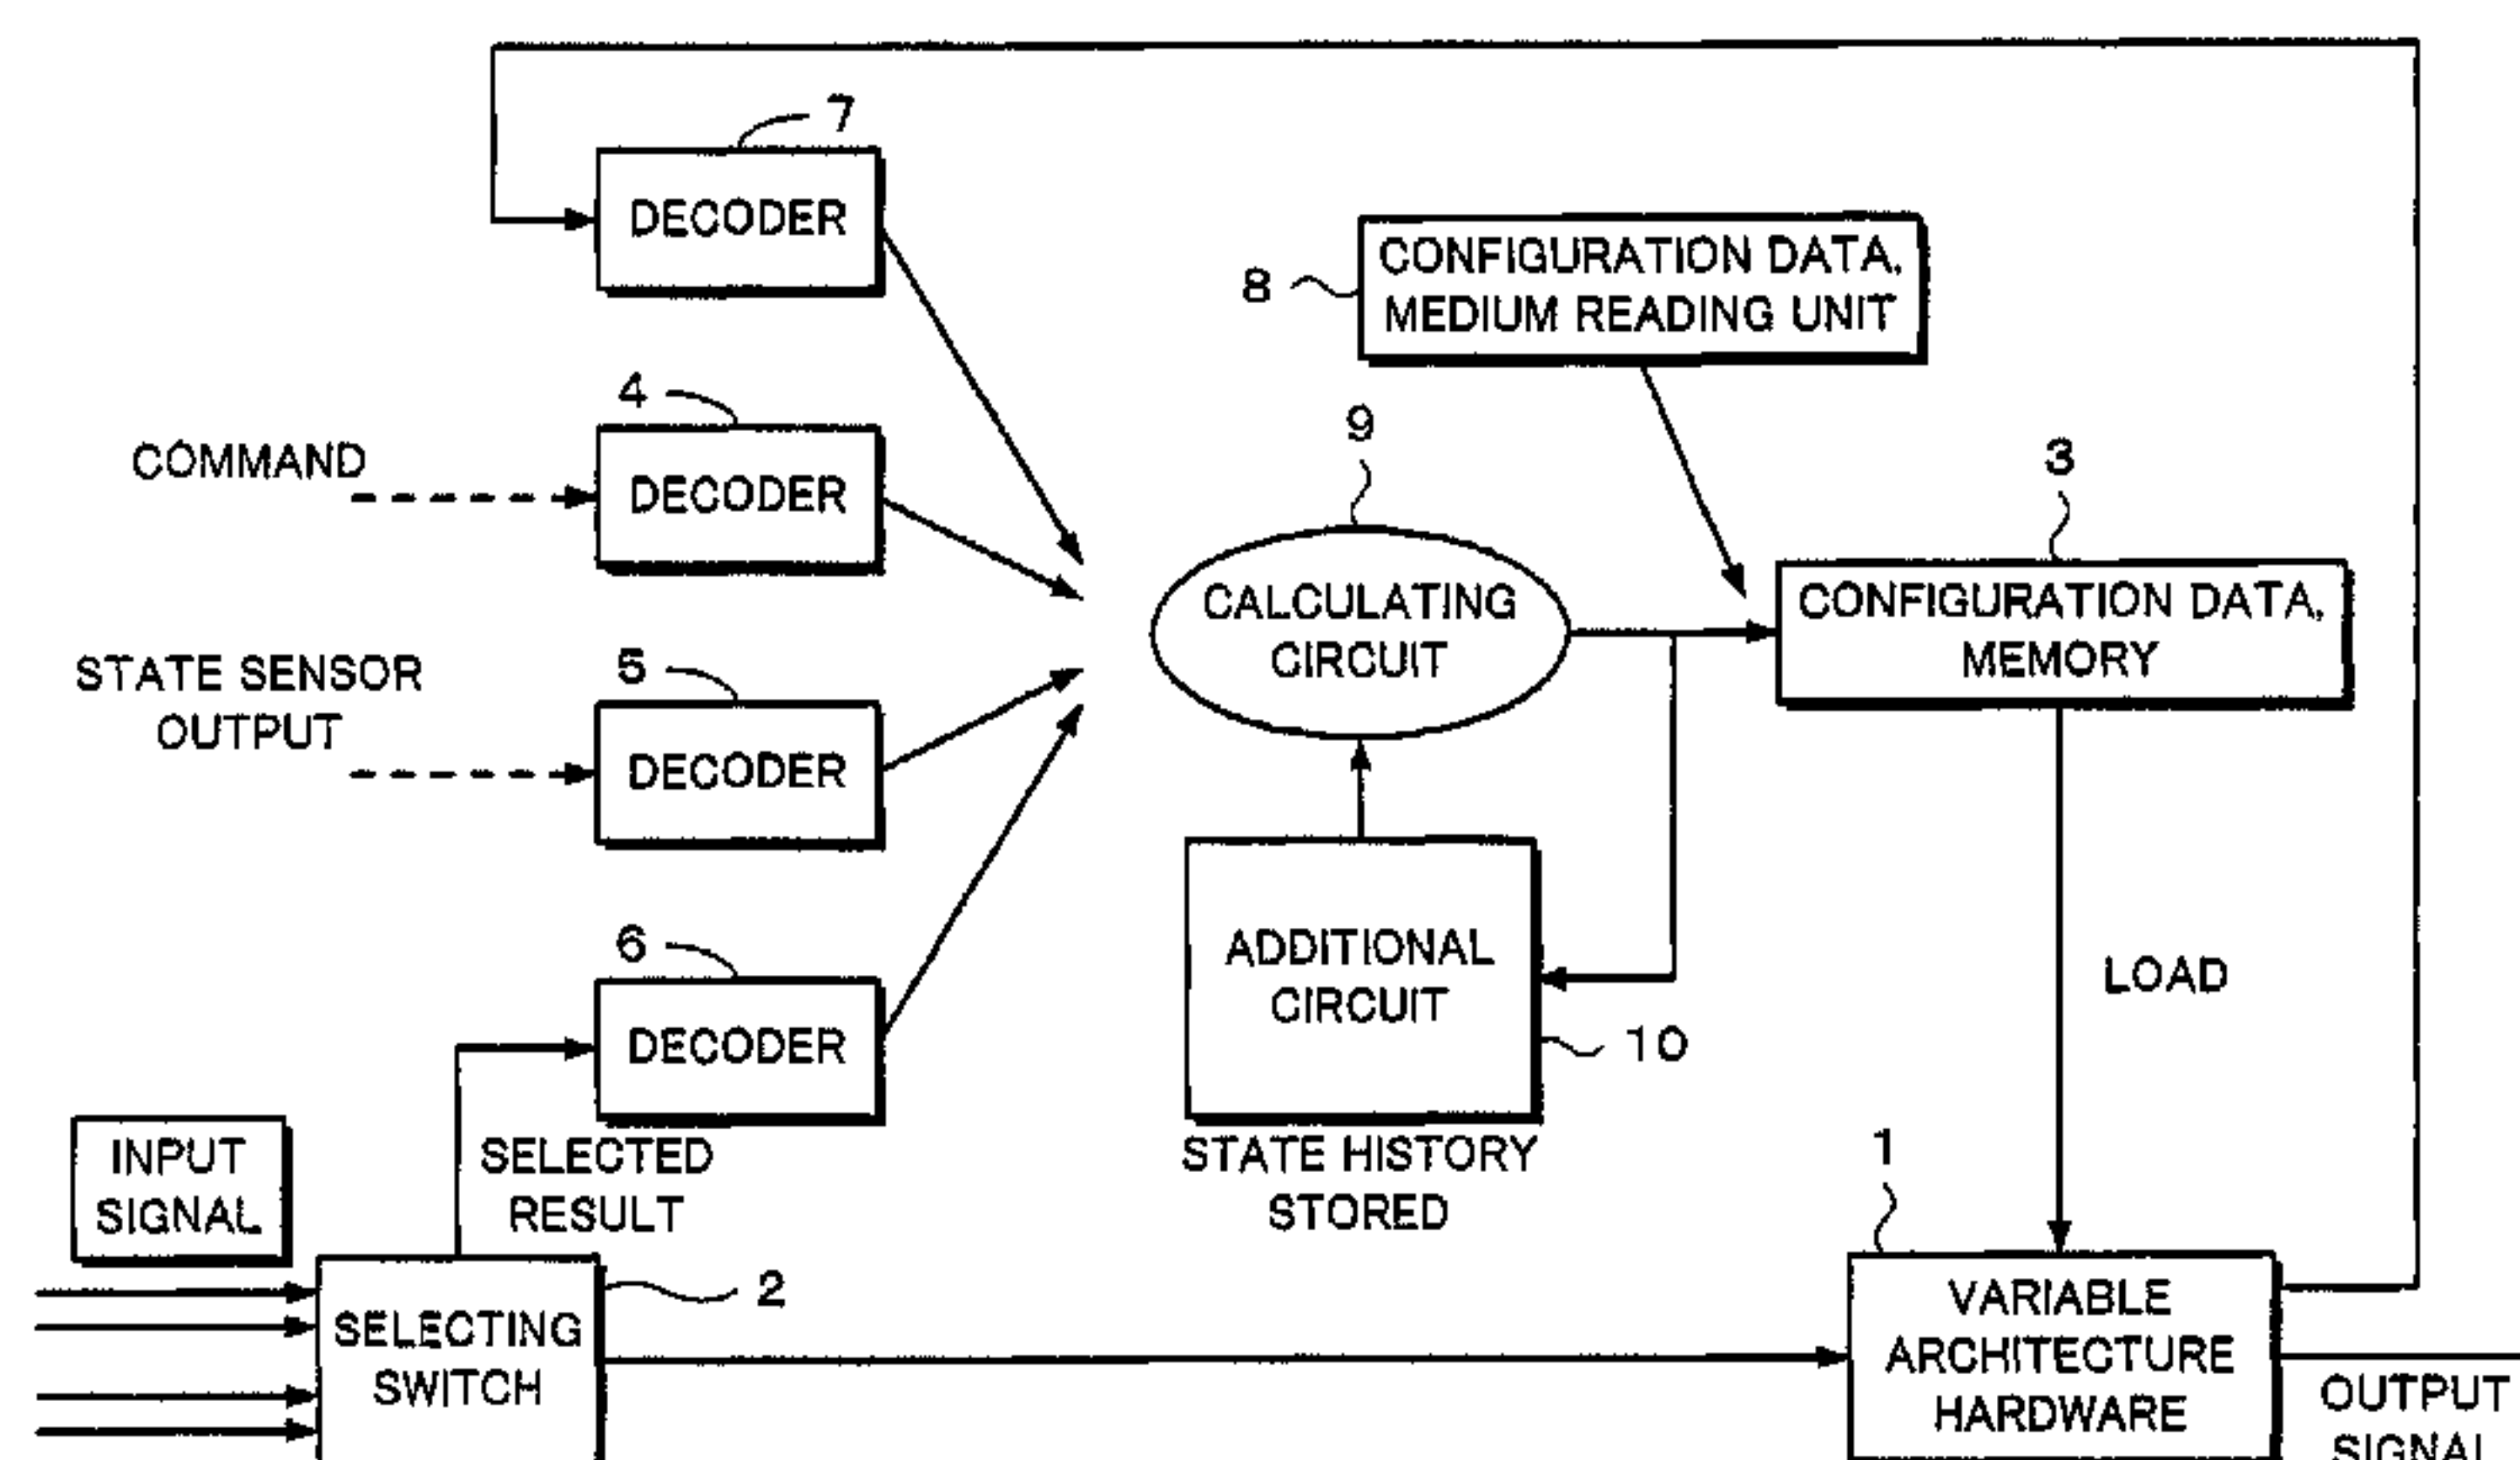 7
DECODER
8
CONFIGURATION DATA,
MEDIUM READING UNIT
4
COMMAND
DECODER
9
3
CALCULATING
CIRCUIT
CONFIGURATION DATA,
MEMORY
STATE SENSOR
OUTPUT
5
DECODER
6
DECODER
ADDITIONAL
CIRCUIT
10
LOAD
INPUT
SIGNAL
SELECTED
RESULT
STATE HISTORY
STORED
1
2
SELECTING
SWITCH
VARIABLE
ARCHITECTURE
HARDWARE
OUTPUT
SIGNAL